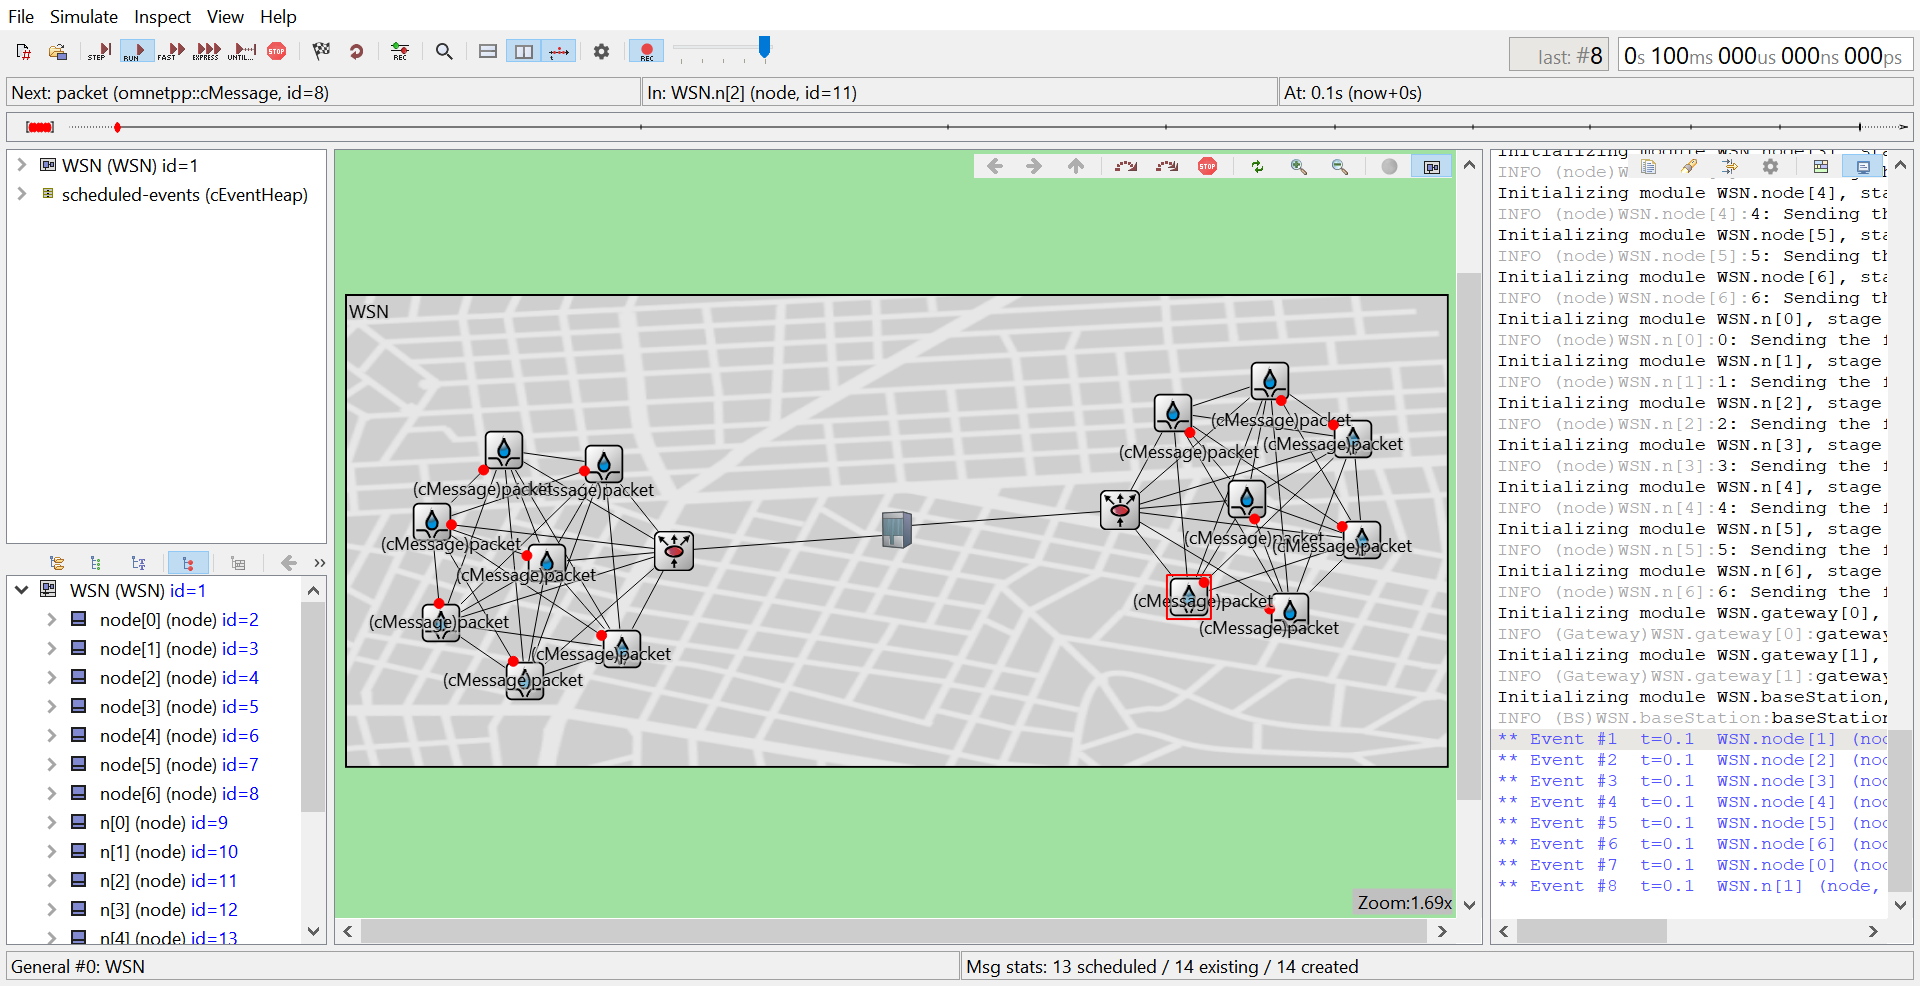 File Simulate Inspect View Help
STEP RUN FAST EXPRESS UNTIL... STOP REC REC last: #8 0s 100ms 000us 000ns 000ps
Next: packet (omnetpp::cMessage, id=8) In: WSN.n[2] (node, id=11) At: 0.1s (now+0s)
WSN (WSN) id=1
scheduled-events (cEventHeap)
WSN (WSN) id=1
node[0] (node) id=2
node[1] (node) id=3
node[2] (node) id=4
node[3] (node) id=5
node[4] (node) id=6
node[5] (node) id=7
node[6] (node) id=8
n[0] (node) id=9
n[1] (node) id=10
n[2] (node) id=11
n[3] (node) id=12
n[4] (node) id=13
STOP
WSN
(cMessage)packet
(cMessage)packet
(cMessage)packet
(cMessage)packet
(cMessage)packet
(cMessage)packet
(cMessage)packet
(cMessage)packet
(cMessage)packet
(cMessage)packet
(cMessage)packet
(cMessage)packet
(cMessage)packet
(cMessage)packet
Zoom:1.69x
Initializing module WSN.node[3], sta
INFO (node)W
Initializing module WSN.node[4], sta
INFO (node)WSN.node[4]:4: Sending th
Initializing module WSN.node[5], sta
INFO (node)WSN.node[5]:5: Sending th
Initializing module WSN.node[6], sta
INFO (node)WSN.node[6]:6: Sending th
Initializing module WSN.n[0], stage
INFO (node)WSN.n[0]:0: Sending the f
Initializing module WSN.n[1], stage
INFO (node)WSN.n[1]:1: Sending the f
Initializing module WSN.n[2], stage
INFO (node)WSN.n[2]:2: Sending the f
Initializing module WSN.n[3], stage
INFO (node)WSN.n[3]:3: Sending the f
Initializing module WSN.n[4], stage
INFO (node)WSN.n[4]:4: Sending the f
Initializing module WSN.n[5], stage
INFO (node)WSN.n[5]:5: Sending the f
Initializing module WSN.n[6], stage
INFO (node)WSN.n[6]:6: Sending the f
Initializing module WSN.gateway[0],
INFO (Gateway)WSN.gateway[0]:gateway
Initializing module WSN.gateway[1],
INFO (Gateway)WSN.gateway[1]:gateway
Initializing module WSN.baseStation,
INFO (BS)WSN.baseStation:baseStation
** Event #1 t=0.1 WSN.node[1] (nod
** Event #2 t=0.1 WSN.node[2] (nod
** Event #3 t=0.1 WSN.node[3] (nod
** Event #4 t=0.1 WSN.node[4] (nod
** Event #5 t=0.1 WSN.node[5] (nod
** Event #6 t=0.1 WSN.node[6] (nod
** Event #7 t=0.1 WSN.node[0] (nod
** Event #8 t=0.1 WSN.n[1] (node,
General #0: WSN Msg stats: 13 scheduled / 14 existing / 14 created